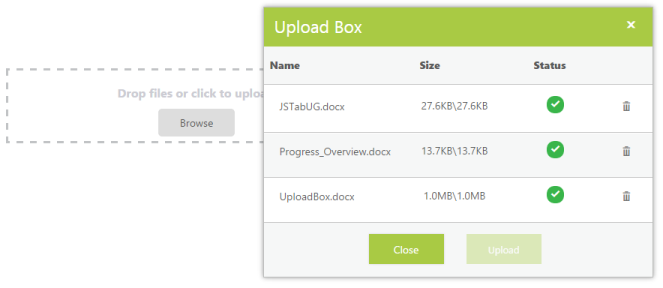 Upload Box ×
Name Size Status
Drop files or click to uploa
Browse
JSTabUG.docx 27.6KB\27.6KB
Progress_Overview.docx 13.7KB\13.7KB
UploadBox.docx 1.0MB\1.0MB
Close Upload